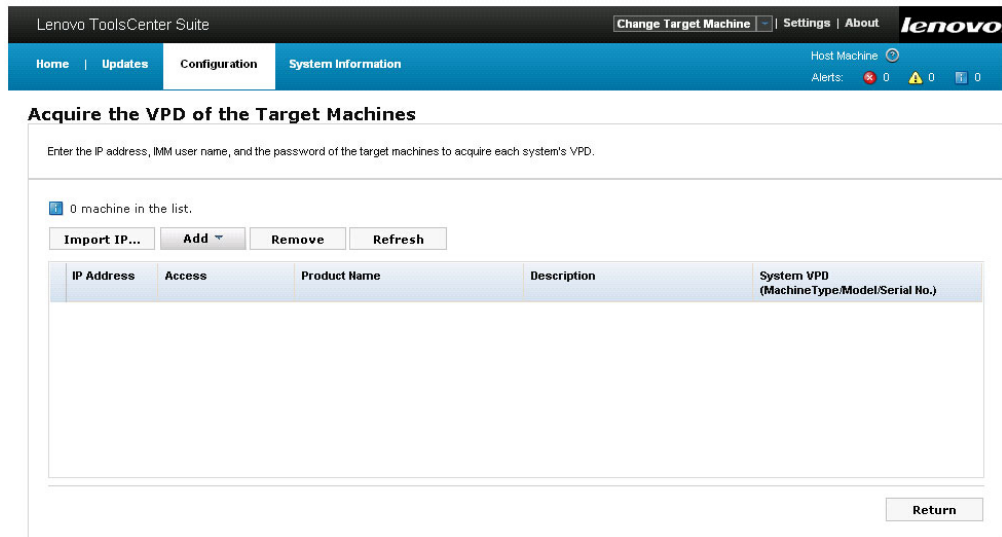 Lenovo ToolsCenter Suite
Change Target Machine | Settings | About
lenovo
Home | Updates Configuration System Information
Host Machine ?
Alerts: 0 0 0
Acquire the VPD of the Target Machines
Enter the IP address, IMM user name, and the password of the target machines to acquire each system's VPD.
0 machine in the list.
Import IP... Add Remove Refresh
IP Address Access Product Name Description System VPD
(MachineType/Model/Serial No.)
Return